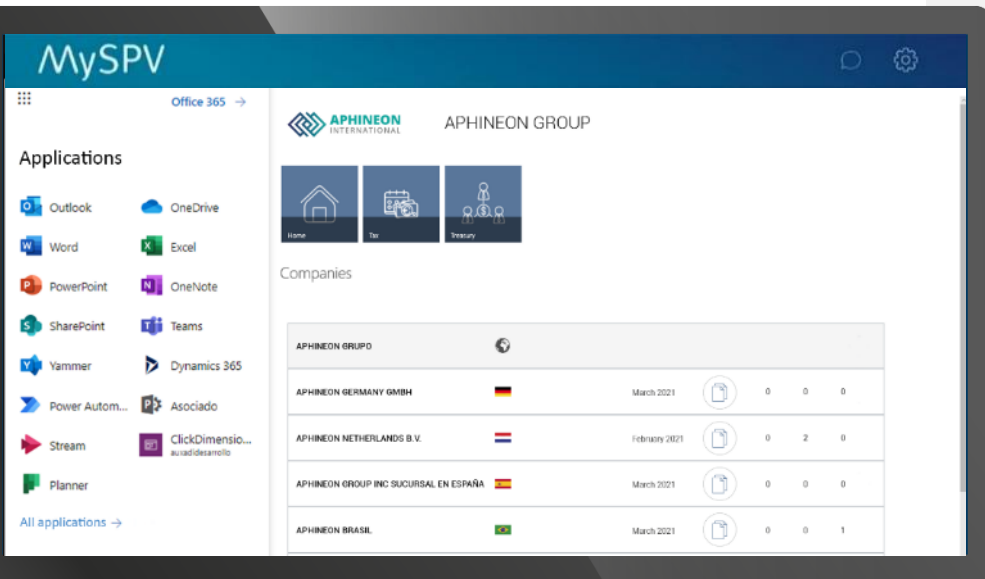 MySPV
Office 365 →
Applications
Outlook
OneDrive
Word
Excel
PowerPoint
OneNote
SharePoint
Teams
Yammer
Dynamics 365
Power Autom...
Asociado
Stream
ClickDimensio...
auxadidesarrollo
Planner
All applications →
APHINEON
INTERNATIONAL
APHINEON GROUP
Home
Tax
Treasury
Companies
APHINEON GRUPO
APHINEON GERMANY GMBH March 2021 0 0 0
APHINEON NETHERLANDS B.V. February 2021 0 2 0
APHINEON GROUP INC SUCURSAL EN ESPAÑA March 2021 0 0 0
APHINEON BRASIL March 2021 0 0 1